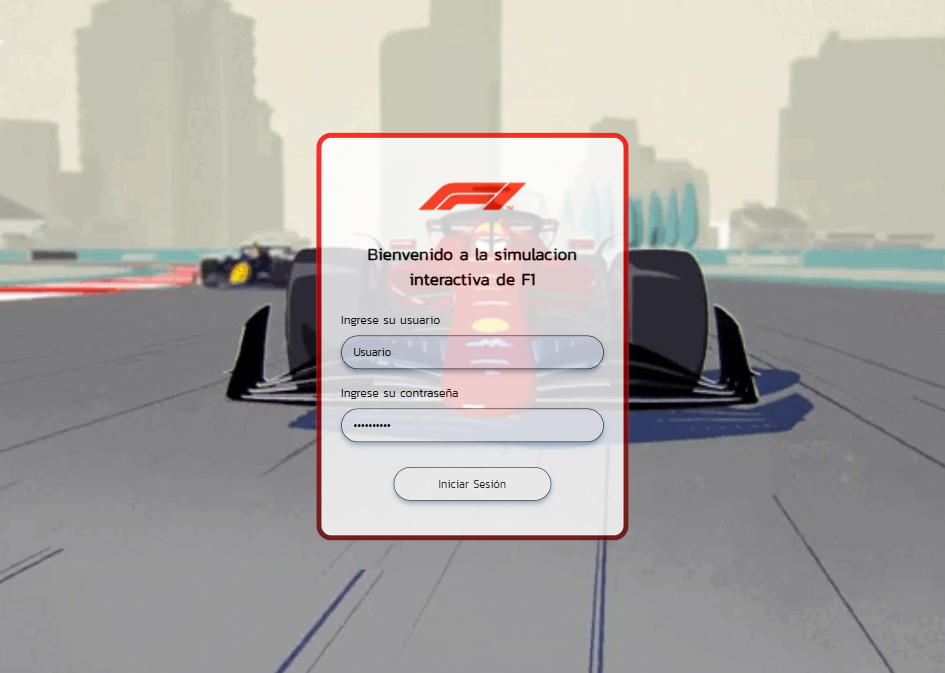 F1
Bienvenido a la simulacion
interactiva de F1
Ingrese su usuario
Usuario
Ingrese su contraseña
••••••••••
Iniciar Sesión